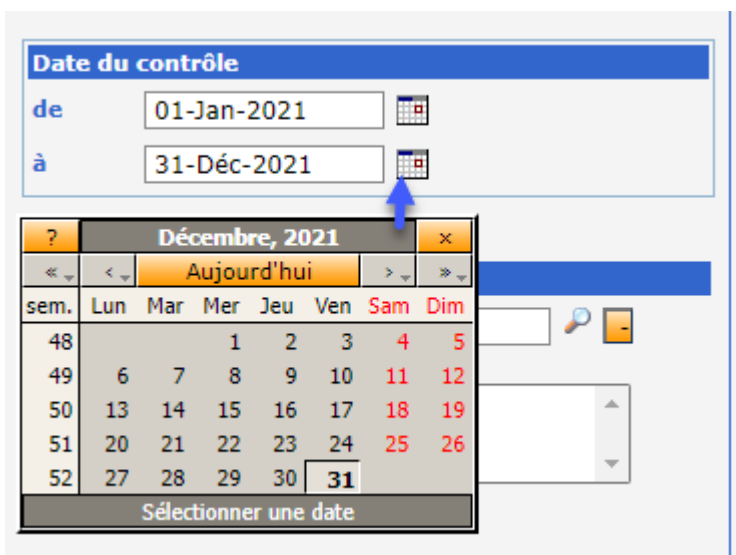 Date du contrôle
de 01-Jan-2021
à 31-Déc-2021
? Décembre, 2021 ×
« ‹ Aujourd'hui › »
sem. Lun Mar Mer Jeu Ven Sam Dim
48 1 2 3 4 5
49 6 7 8 9 10 11 12
50 13 14 15 16 17 18 19
51 20 21 22 23 24 25 26
52 27 28 29 30 31
Sélectionner une date